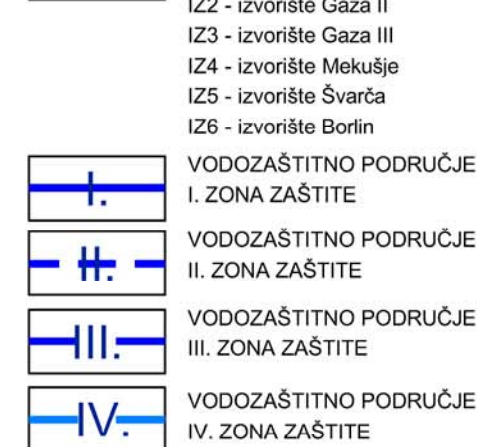 IZ2 - izvorište Gaza II
IZ3 - izvorište Gaza III
IZ4 - izvorište Mekušje
IZ5 - izvorište Švarča
IZ6 - izvorište Borlin
I.
VODOZAŠTITNO PODRUČJE
I. ZONA ZAŠTITE
II.
VODOZAŠTITNO PODRUČJE
II. ZONA ZAŠTITE
III.
VODOZAŠTITNO PODRUČJE
III. ZONA ZAŠTITE
IV.
VODOZAŠTITNO PODRUČJE
IV. ZONA ZAŠTITE